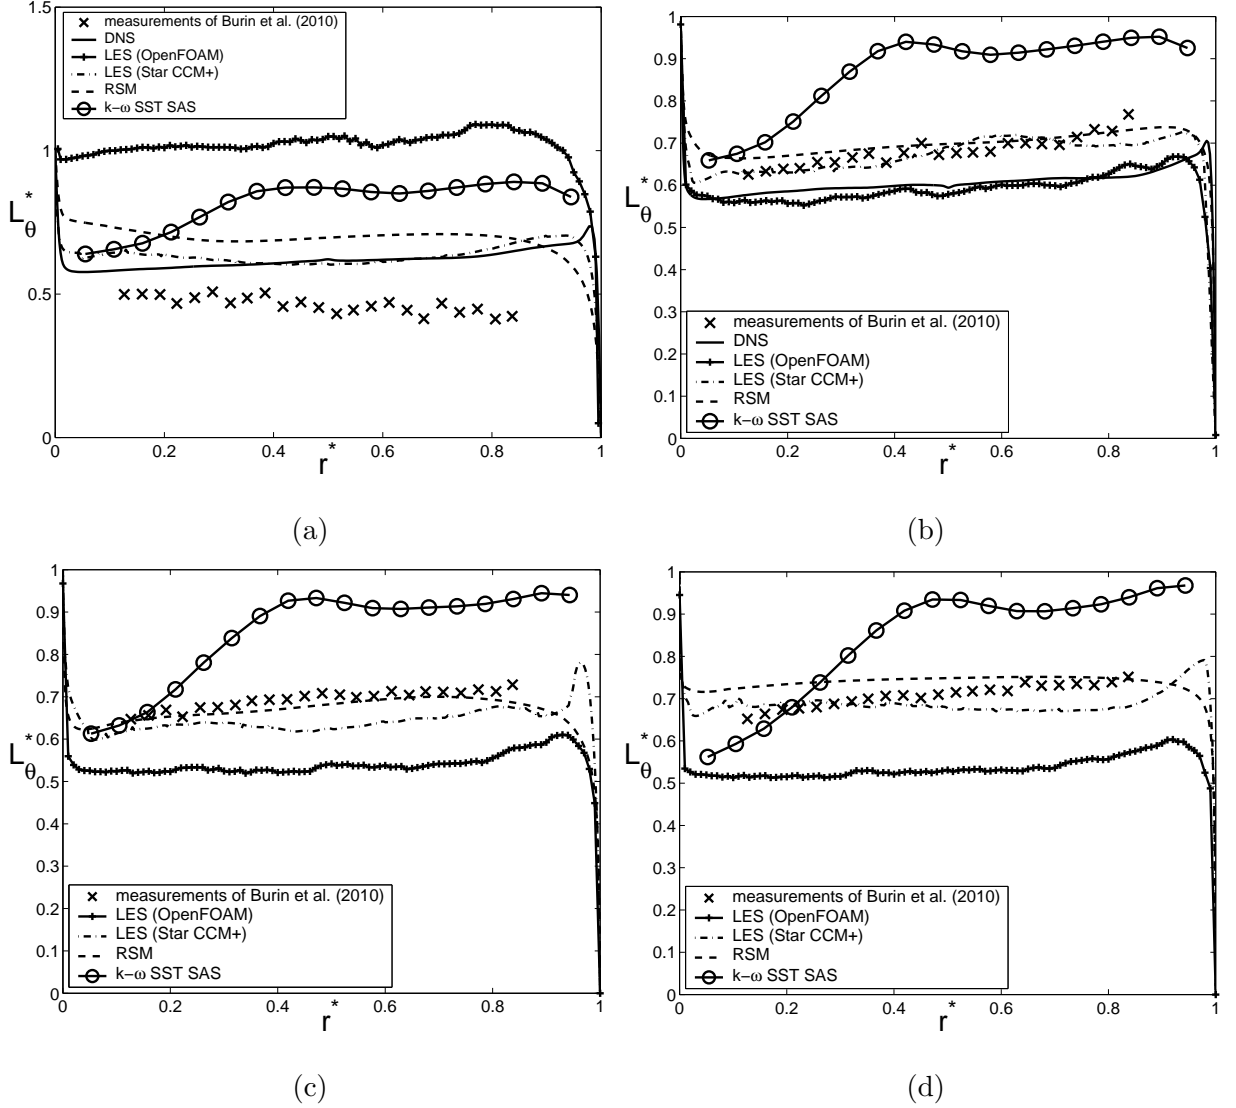 1.5
1
0.5
0
L*θ
measurements of Burin et al. (2010)
DNS
LES (OpenFOAM)
LES (Star CCM+)
RSM
k−ω SST SAS
0 0.2 0.4 0.6 0.8 1
r*
(a)
1
0.9
0.8
0.7
0.6
0.5
0.4
0.3
0.2
0.1
0
L*θ
measurements of Burin et al. (2010)
DNS
LES (OpenFOAM)
LES (Star CCM+)
RSM
k−ω SST SAS
0 0.2 0.4 0.6 0.8 1
r*
(b)
1
0.9
0.8
0.7
0.6
0.5
0.4
0.3
0.2
0.1
0
L*θ
measurements of Burin et al. (2010)
LES (OpenFOAM)
LES (Star CCM+)
RSM
k−ω SST SAS
0 0.2 0.4 0.6 0.8 1
r*
(c)
1
0.9
0.8
0.7
0.6
0.5
0.4
0.3
0.2
0.1
0
L*θ
measurements of Burin et al. (2010)
LES (OpenFOAM)
LES (Star CCM+)
RSM
k−ω SST SAS
0 0.2 0.4 0.6 0.8 1
r*
(d)